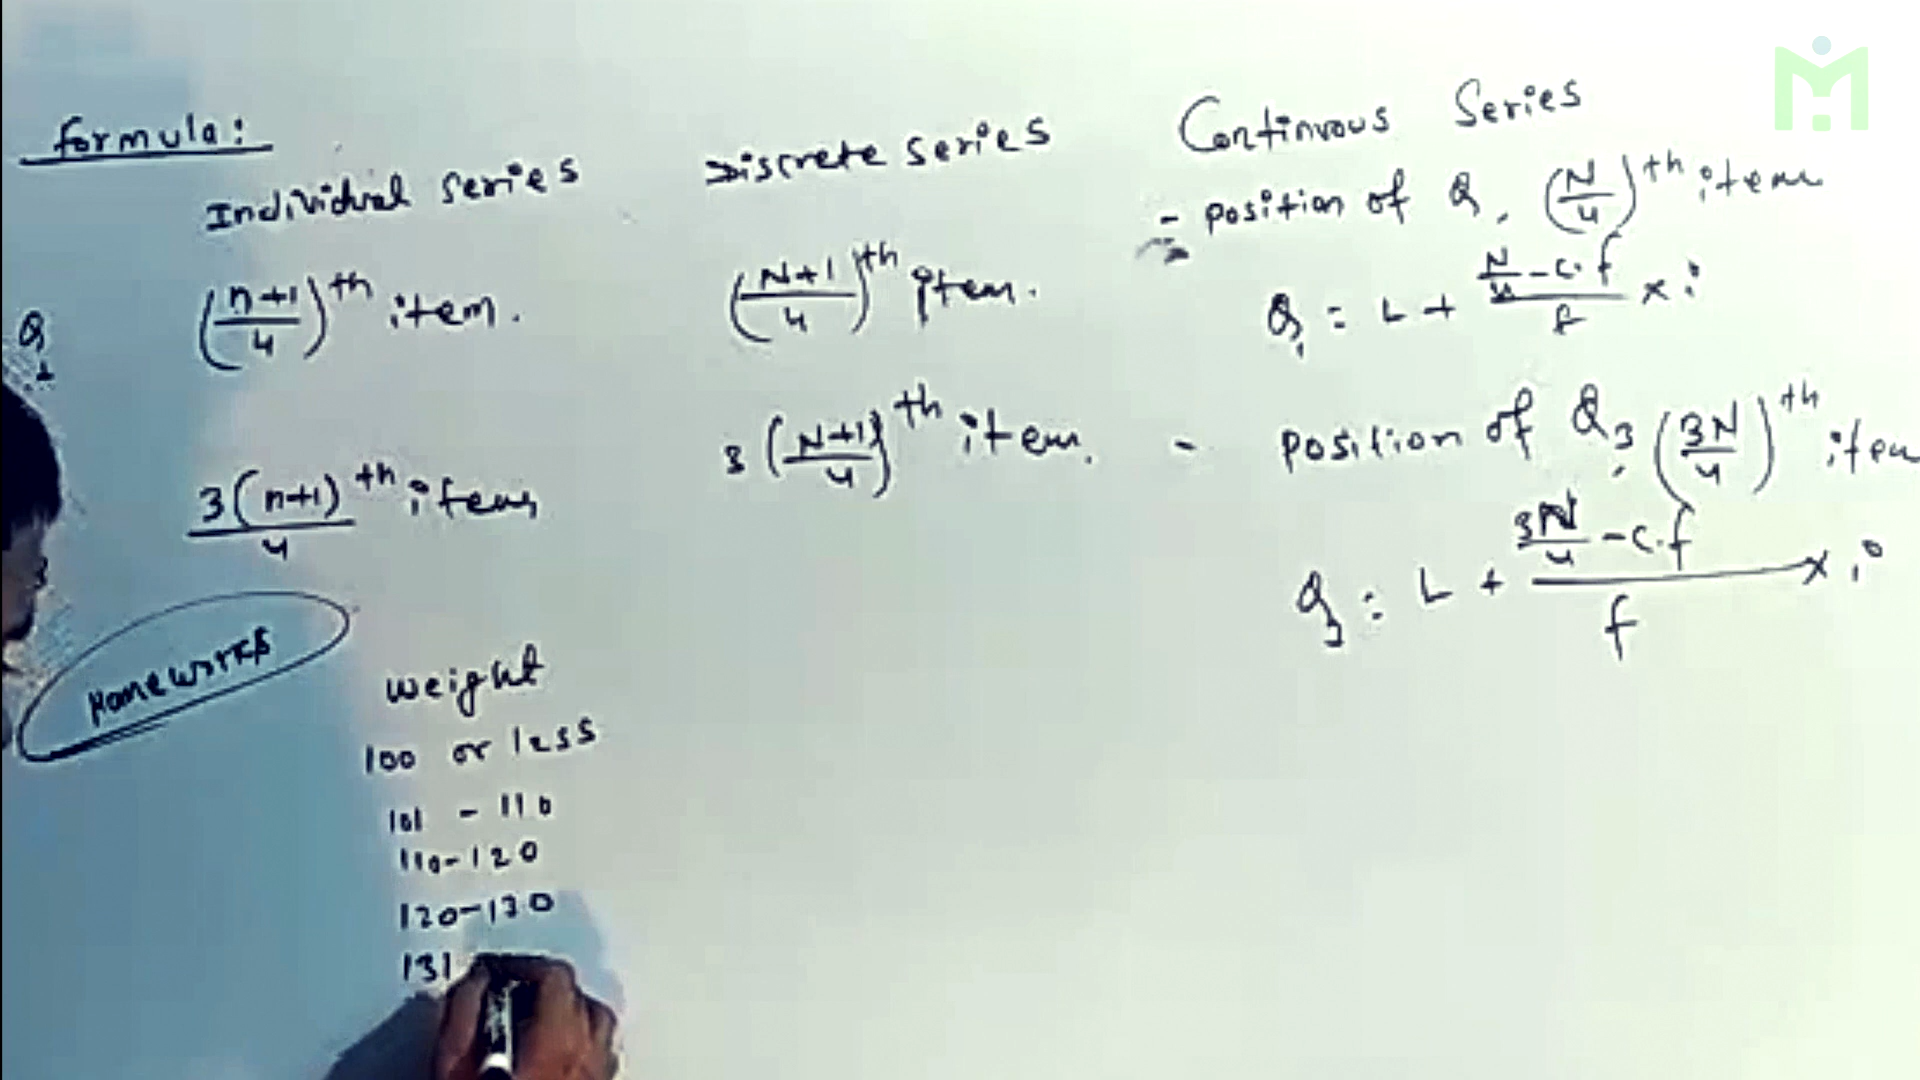 formula:
Individual series
Discrete series
Continuous Series
Q1
(n+1/4)th item.
(N+1/4)th item.
- position of Q1 (N/4)th item
Q1 = L + N/4 - c.f / f × i
3(n+1)/4 th item
3(N+1/4)th item.
- position of Q3 (3N/4)th item
Q3 = L + 3N/4 - c.f / f × i
Homeworks
weight
100 or less
101 - 110
110-120
120-130
131